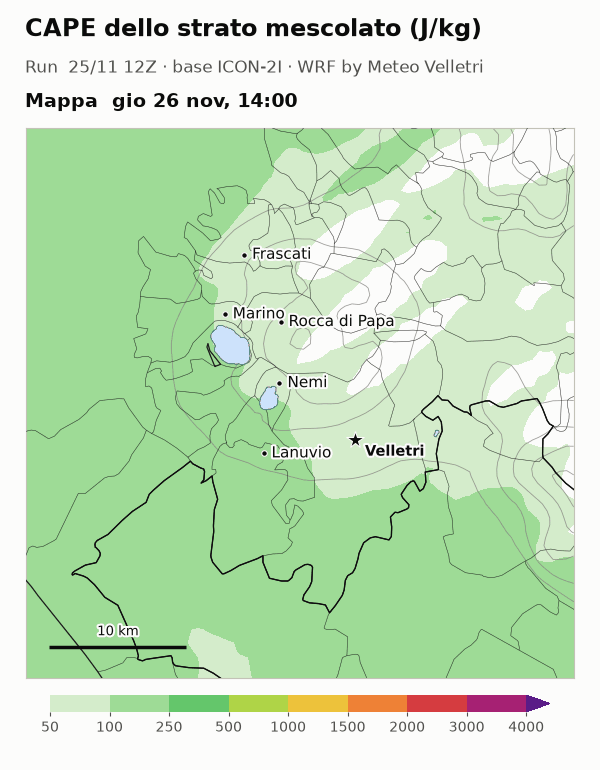 CAPE dello strato mescolato (J/kg)
Run  25/11 12Z · base ICON-2I · WRF by Meteo Velletri
Mappa  gio 26 nov, 14:00
Frascati
Marino
Rocca di Papa
Nemi
Velletri
Lanuvio
10 km
50 100 250 500 1000 1500 2000 3000 4000